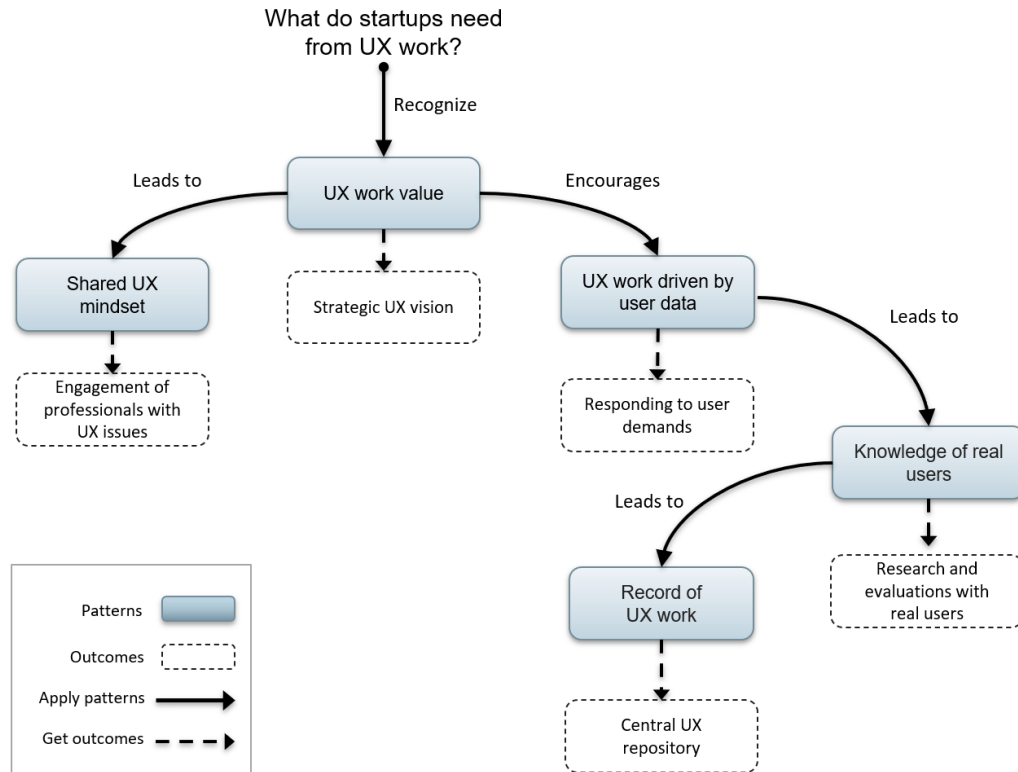 What do startups need
from UX work?
Recognize
Leads to
UX work value
Encourages
Shared UX
mindset
Strategic UX vision
UX work driven by
user data
Leads to
Engagement of
professionals with
UX issues
Responding to user
demands
Knowledge of real
users
Leads to
Record of
UX work
Research and
evaluations with
real users
Central UX
repository
Patterns
Outcomes
Apply patterns
Get outcomes